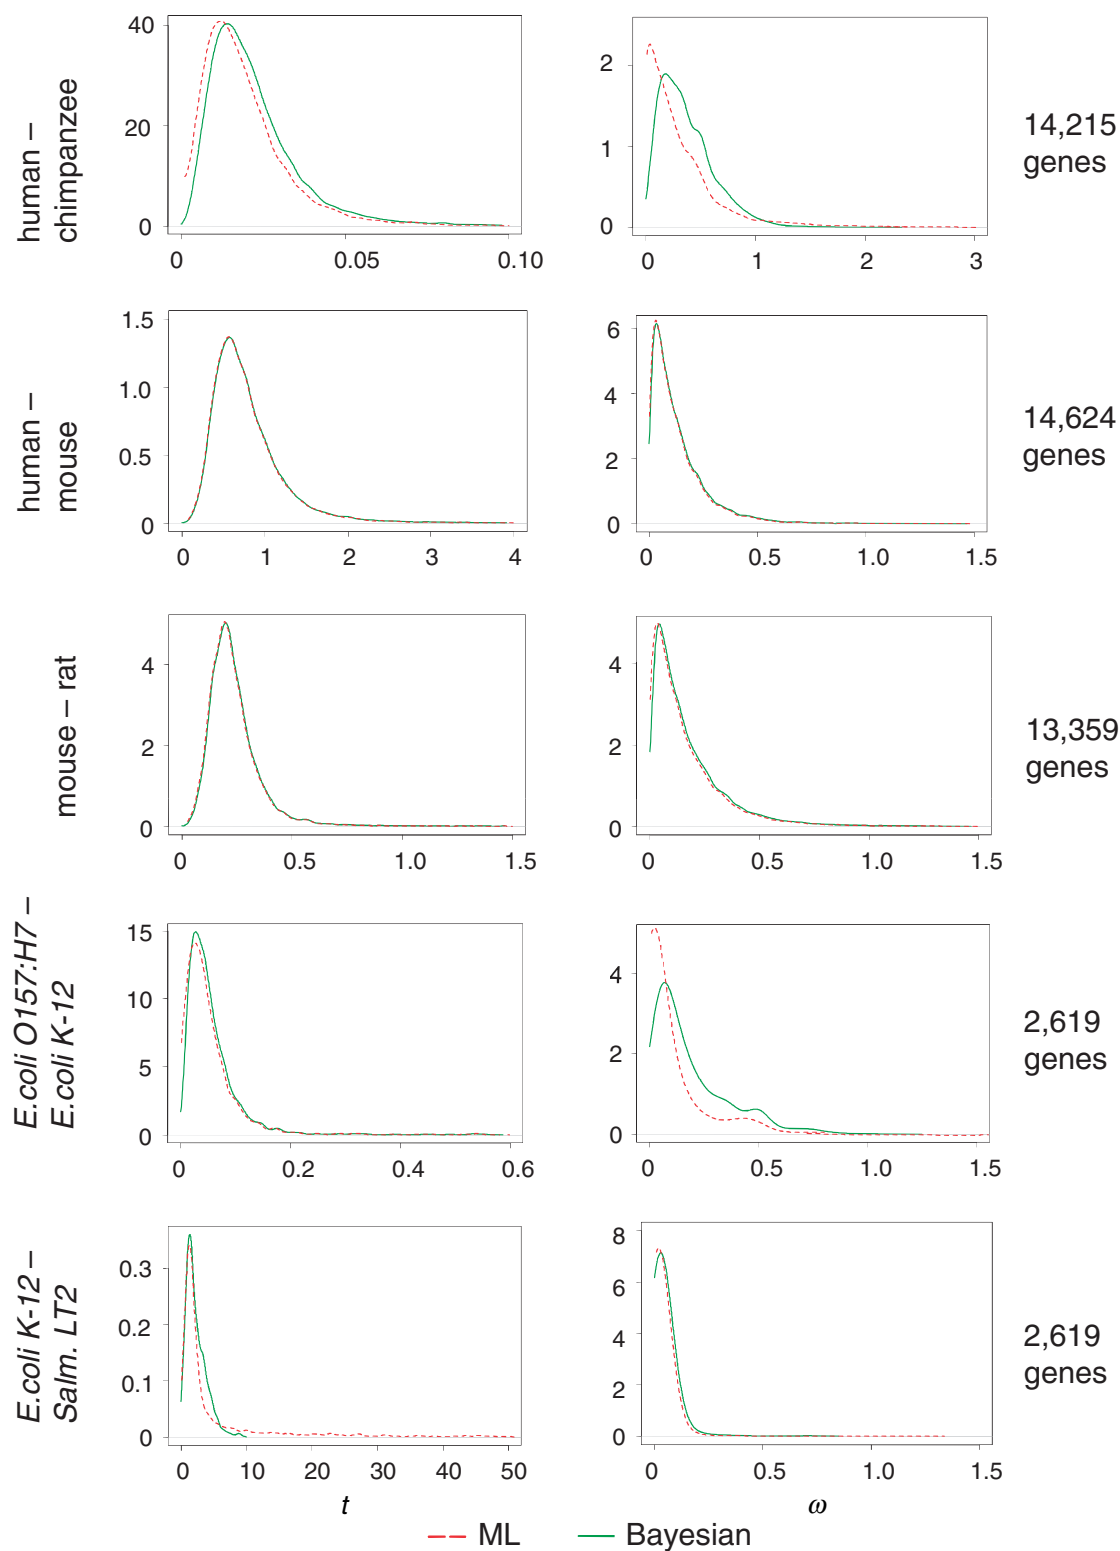 human –
chimpanzee
40
20
0
0 0.05 0.10
2
1
0
0 1 2 3
14,215
genes
human –
mouse
1.5
1.0
0.5
0
0 1 2 3 4
6
4
2
0
0 0.5 1.0 1.5
14,624
genes
mouse – rat
4
2
0
0 0.5 1.0 1.5
4
2
0
0 0.5 1.0 1.5
13,359
genes
E.coli O157:H7 –
E.coli K-12
15
10
5
0
0 0.2 0.4 0.6
4
2
0
0 0.5 1.0 1.5
2,619
genes
E.coli K-12 –
Salm. LT2
0.3
0.2
0.1
0
0 10 20 30 40 50
t
8
6
4
2
0
0 0.5 1.0 1.5
ω
2,619
genes
ML Bayesian